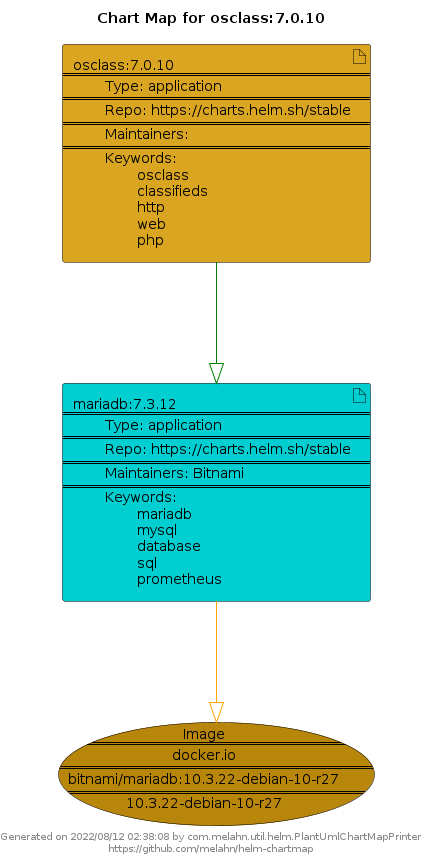 Chart Map for osclass:7.0.10
osclass:7.0.10
Type: application
Repo: https://charts.helm.sh/stable
Maintainers:
Keywords:
osclass
classifieds
http
web
php
mariadb:7.3.12
Type: application
Repo: https://charts.helm.sh/stable
Maintainers: Bitnami
Keywords:
mariadb
mysql
database
sql
prometheus
Image
docker.io
bitnami/mariadb:10.3.22-debian-10-r27
10.3.22-debian-10-r27
Generated on 2022/08/12 02:38:08 by com.melahn.util.helm.PlantUmlChartMapPrinter
https://github.com/melahn/helm-chartmap